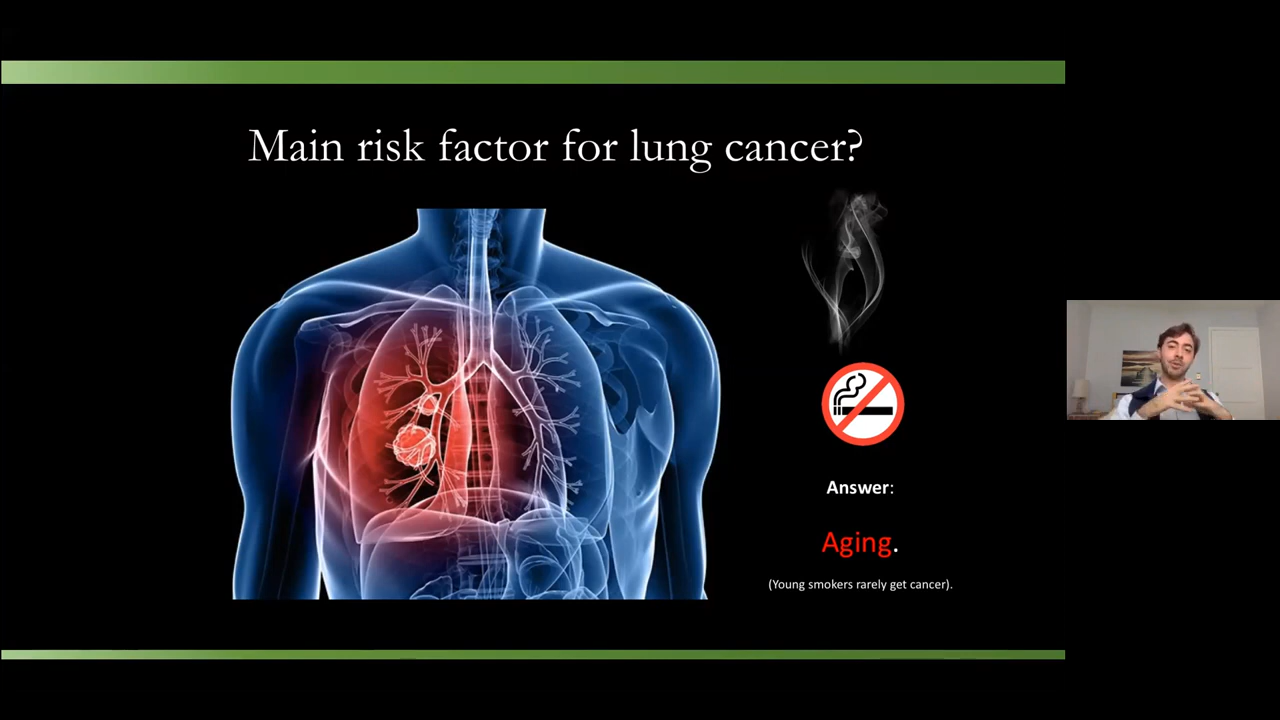 Main risk factor for lung cancer?
Answer:
Aging.
(Young smokers rarely get cancer).